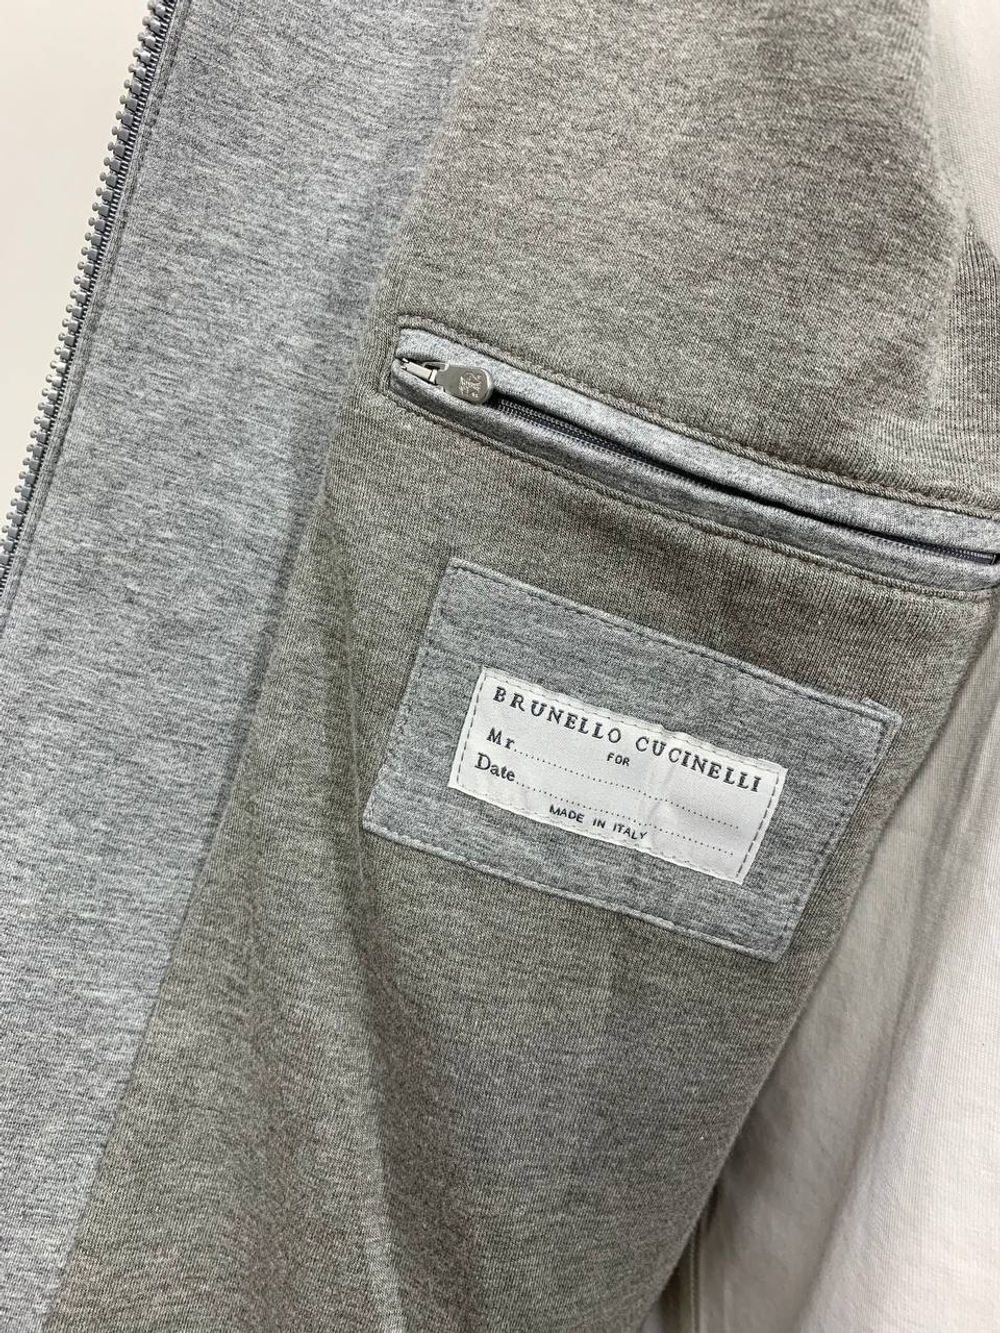 BRUNELLO CUCINELLI
FOR
Mr....................................
Date....................................
MADE IN ITALY